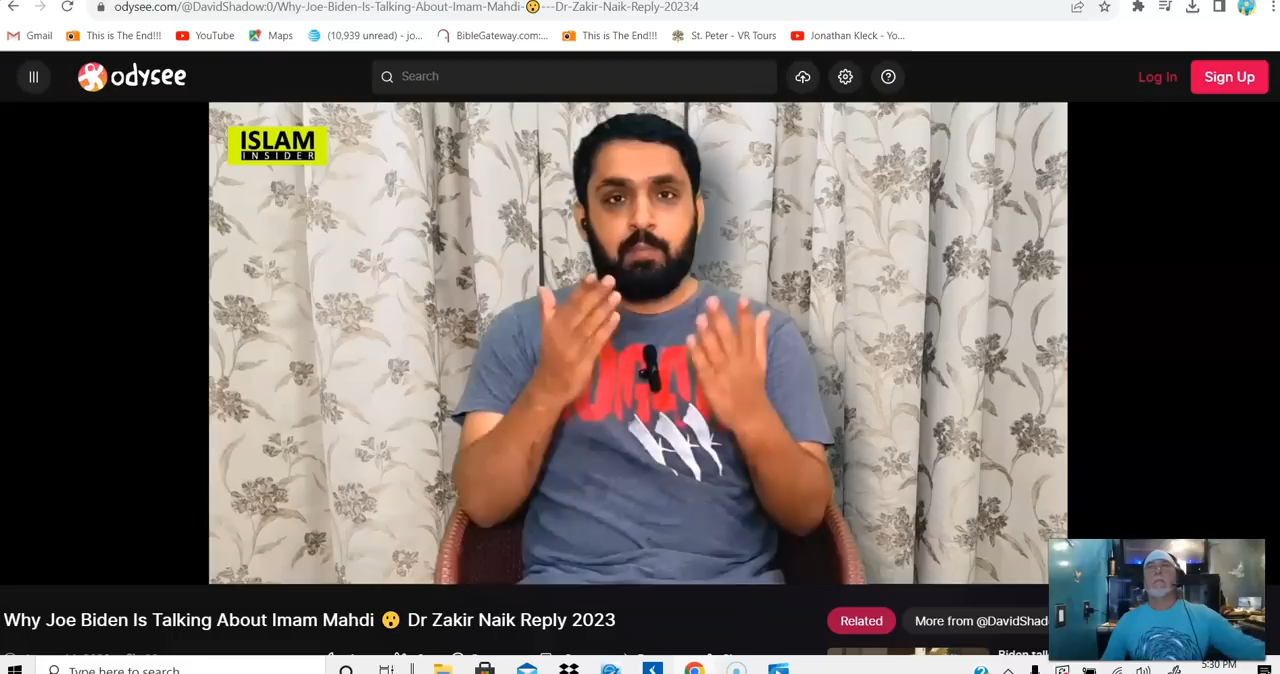 odysee.com/@DavidShadow:0/Why-Joe-Biden-Is-Talking-About-Imam-Mahdi-😮---Dr-Zakir-Naik-Reply-2023:4
Gmail This is The End!!! YouTube Maps (10,939 unread) - jo... BibleGateway.com:... This is The End!!! St. Peter - VR Tours Jonathan Kleck - Yo...
odysee Search Log In Sign Up
ISLAM
INSIDER
Why Joe Biden Is Talking About Imam Mahdi 😮 Dr Zakir Naik Reply 2023 Related More from @DavidShado
Biden talk
Type here to search 5:30 PM